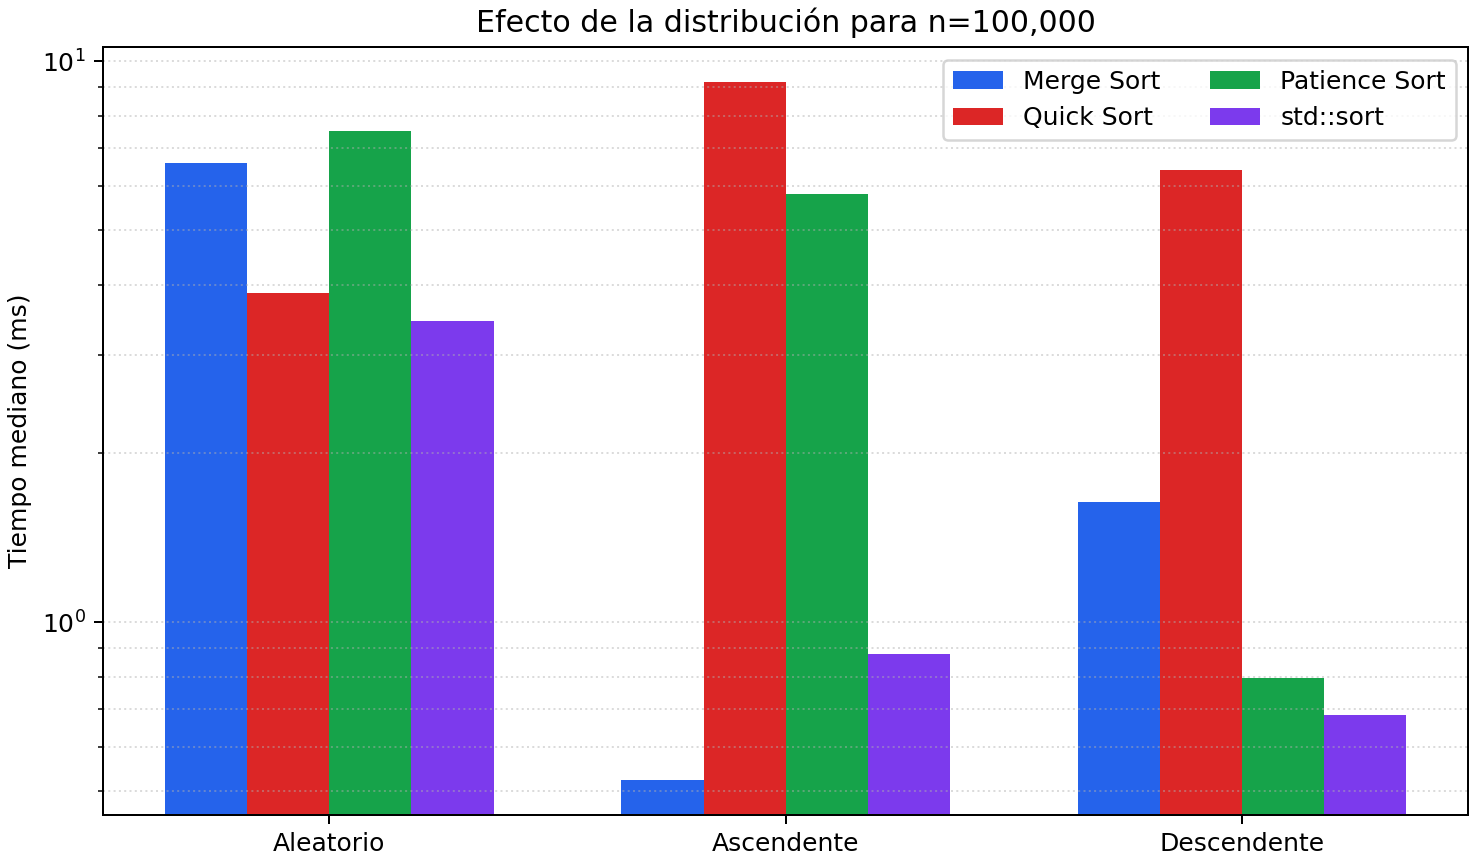 Efecto de la distribución para n=100,000
Merge Sort
Quick Sort
Patience Sort
std::sort
Tiempo mediano (ms)
10¹
10⁰
Aleatorio
Ascendente
Descendente